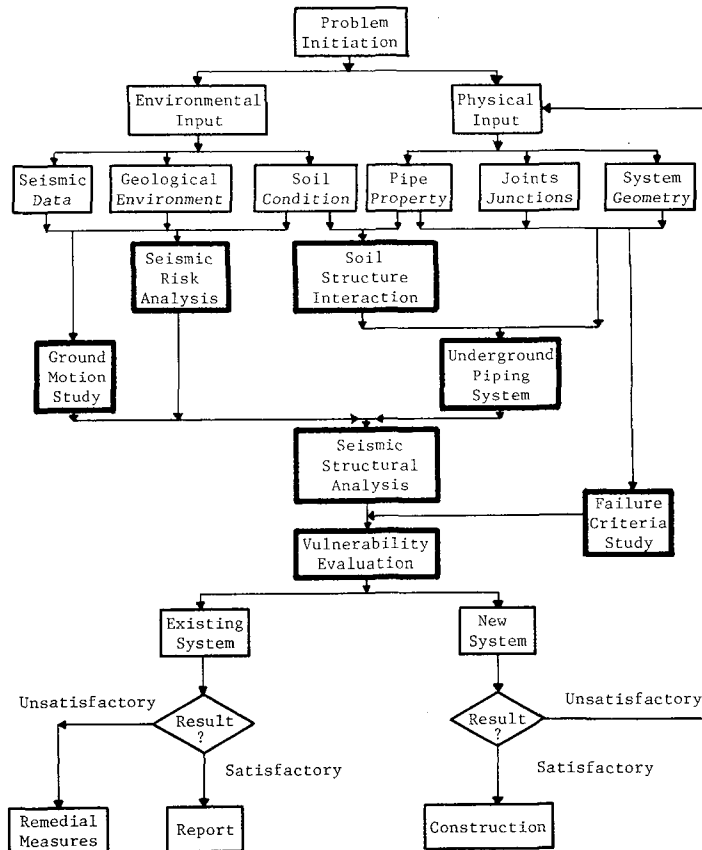 Problem
Initiation
Environmental
Input
Physical
Input
Seismic
Data
Geological
Environment
Soil
Condition
Pipe
Property
Joints
Junctions
System
Geometry
Seismic
Risk
Analysis
Soil
Structure
Interaction
Ground
Motion
Study
Underground
Piping
System
Seismic
Structural
Analysis
Failure
Criteria
Study
Vulnerability
Evaluation
Existing
System
New
System
Unsatisfactory
Result
?
Satisfactory
Unsatisfactory
Result
?
Satisfactory
Remedial
Measures
Report
Construction